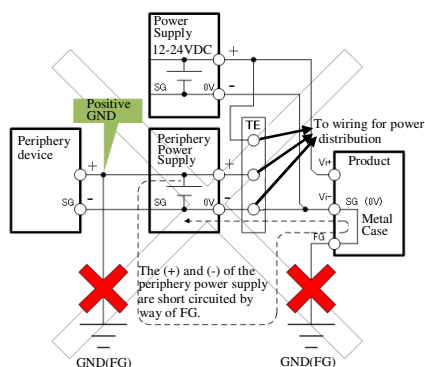 Power
Supply
12-24VDC
+
SG
0V
-
Positive
GND
TE
To wiring for power
distribution
Periphery
device
+
SG
-
Periphery
Power
Supply
+
SG
0V
-
Product
Vi+
Vi-
SG (0V)
Metal
Case
FG
The (+) and (-) of the
periphery power supply
are short circuited by
way of FG.
GND(FG)
GND(FG)